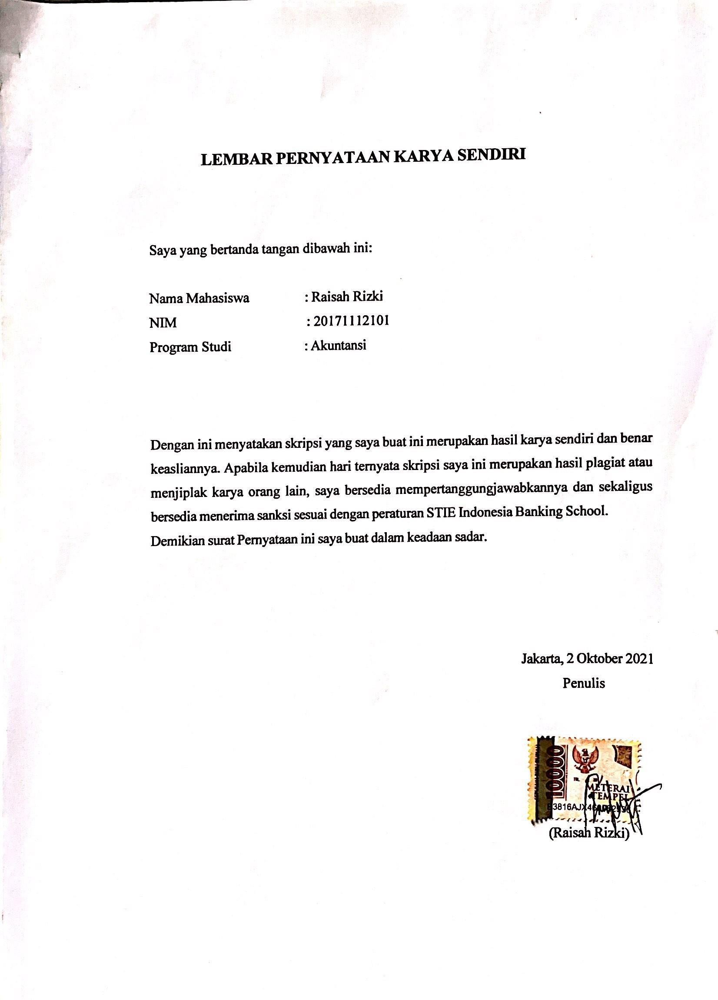 LEMBAR PERNYATAAN KARYA SENDIRI
Saya yang bertanda tangan dibawah ini:
Nama Mahasiswa : Raisah Rizki
NIM : 20171112101
Program Studi : Akuntansi
Dengan ini menyatakan skripsi yang saya buat ini merupakan hasil karya sendiri dan benar
keasliannya. Apabila kemudian hari ternyata skripsi saya ini merupakan hasil plagiat atau
menjiplak karya orang lain, saya bersedia mempertanggungjawabkannya dan sekaligus
bersedia menerima sanksi sesuai dengan peraturan STIE Indonesia Banking School.
Demikian surat Pernyataan ini saya buat dalam keadaan sadar.
Jakarta, 2 Oktober 2021
Penulis
10000
METERAI
TEMPEL
(Raisah Rizki)